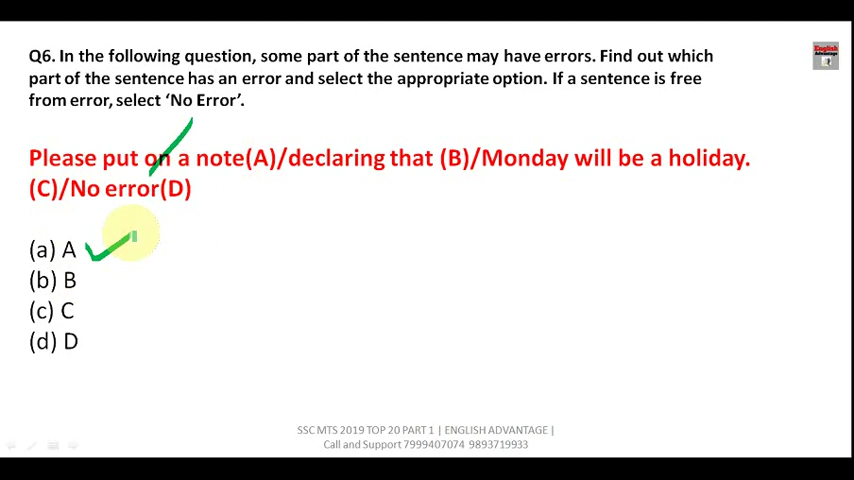 Q6. In the following question, some part of the sentence may have errors. Find out which
part of the sentence has an error and select the appropriate option. If a sentence is free
from error, select ‘No Error’.
Please put on a note(A)/declaring that (B)/Monday will be a holiday.
(C)/No error(D)
(a) A
(b) B
(c) C
(d) D
SSC MTS 2019 TOP 20 PART 1 | ENGLISH ADVANTAGE |
Call and Support 7999407074 9893719933
English
Advantage